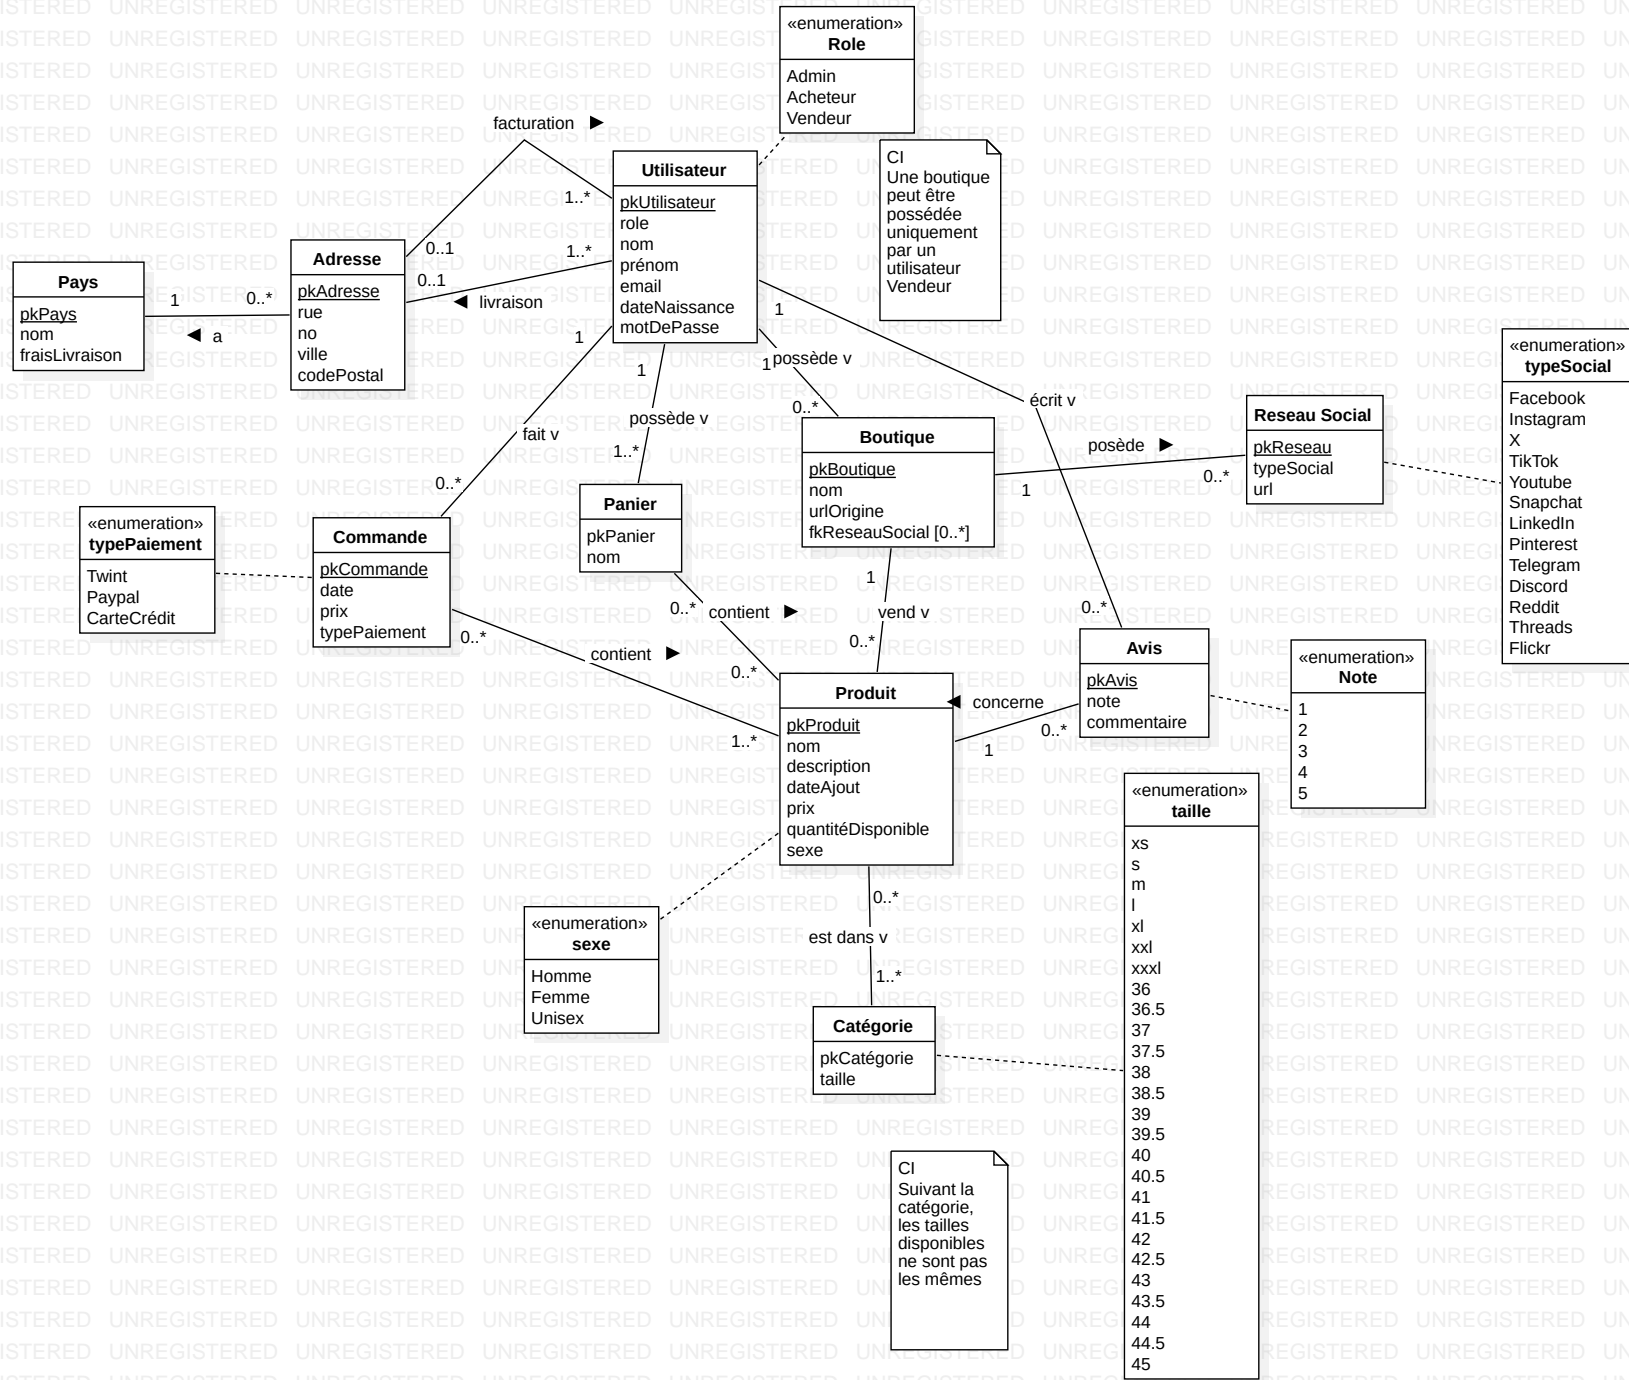 «enumeration»
Role
Admin
Acheteur
Vendeur
facturation ►
1..*
0..1
Utilisateur
pkUtilisateur
role
nom
prénom
email
dateNaissance
motDePasse
CI
Une boutique
peut être
possédée
uniquement
par un
utilisateur
Vendeur
Adresse
pkAdresse
rue
no
ville
codePostal
1..*
0..1
◄ livraison
Pays
pkPays
nom
fraisLivraison
1
0..*
◄ a
1
fait v
0..*
1
possède v
1..*
1
possède v
0..*
1
écrit v
0..*
«enumeration»
typeSocial
Facebook
Instagram
X
TikTok
Youtube
Snapchat
LinkedIn
Pinterest
Telegram
Discord
Reddit
Threads
Flickr
Reseau Social
pkReseau
typeSocial
url
posède ►
1
0..*
Boutique
pkBoutique
nom
urlOrigine
fkReseauSocial [0..*]
Panier
pkPanier
nom
«enumeration»
typePaiement
Twint
Paypal
CarteCrédit
Commande
pkCommande
date
prix
typePaiement
0..*
contient ►
0..*
1
vend v
0..*
0..*
contient ►
1..*
Avis
pkAvis
note
commentaire
◄ concerne
0..*
1
«enumeration»
Note
1
2
3
4
5
Produit
pkProduit
nom
description
dateAjout
prix
quantitéDisponible
sexe
«enumeration»
taille
xs
s
m
l
xl
xxl
xxxl
36
36.5
37
37.5
38
38.5
39
39.5
40
40.5
41
41.5
42
42.5
43
43.5
44
44.5
45
0..*
est dans v
1..*
«enumeration»
sexe
Homme
Femme
Unisex
Catégorie
pkCatégorie
taille
CI
Suivant la
catégorie,
les tailles
disponibles
ne sont pas
les mêmes
UNREGISTERED